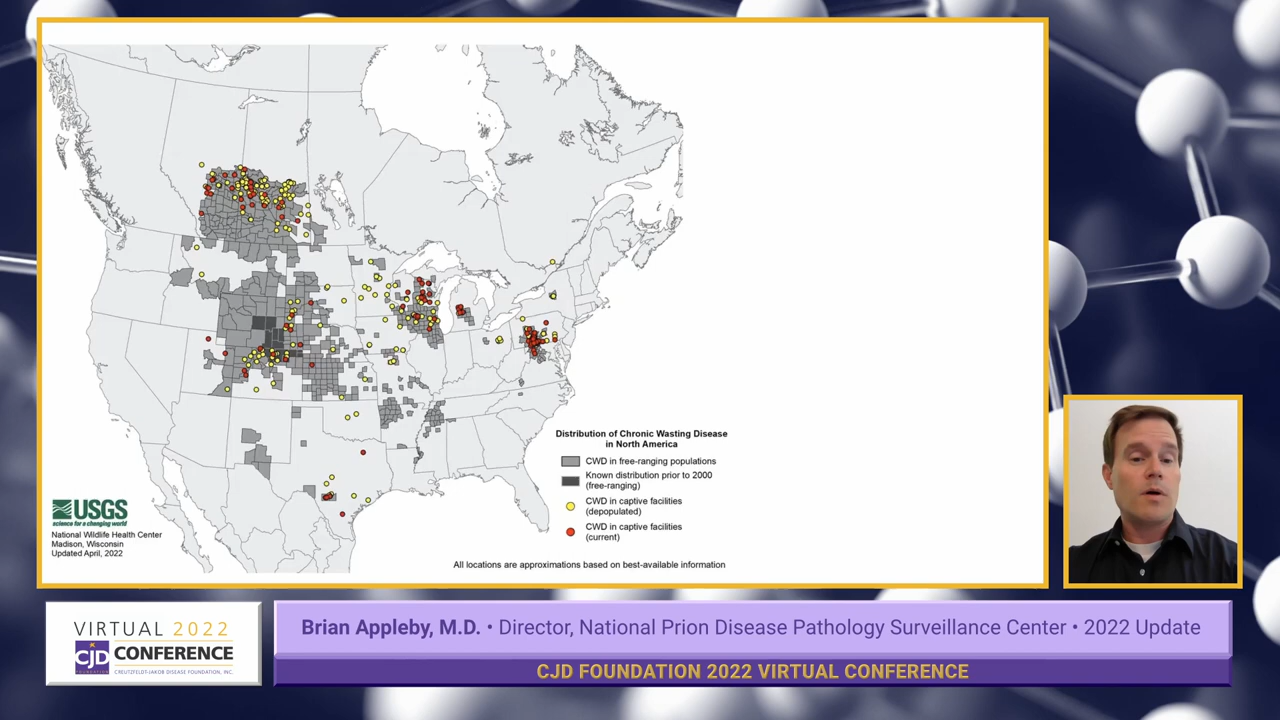 Distribution of Chronic Wasting Disease
in North America
CWD in free-ranging populations
Known distribution prior to 2000
(free-ranging)
CWD in captive facilities
(depopulated)
CWD in captive facilities
(current)
USGS
science for a changing world
National Wildlife Health Center
Madison, Wisconsin
Updated April, 2022
All locations are approximations based on best-available information
VIRTUAL 2022
CJD
FOUNDATION
CONFERENCE
CREUTZFELDT-JAKOB DISEASE FOUNDATION, INC.
Brian Appleby, M.D. • Director, National Prion Disease Pathology Surveillance Center • 2022 Update
CJD FOUNDATION 2022 VIRTUAL CONFERENCE